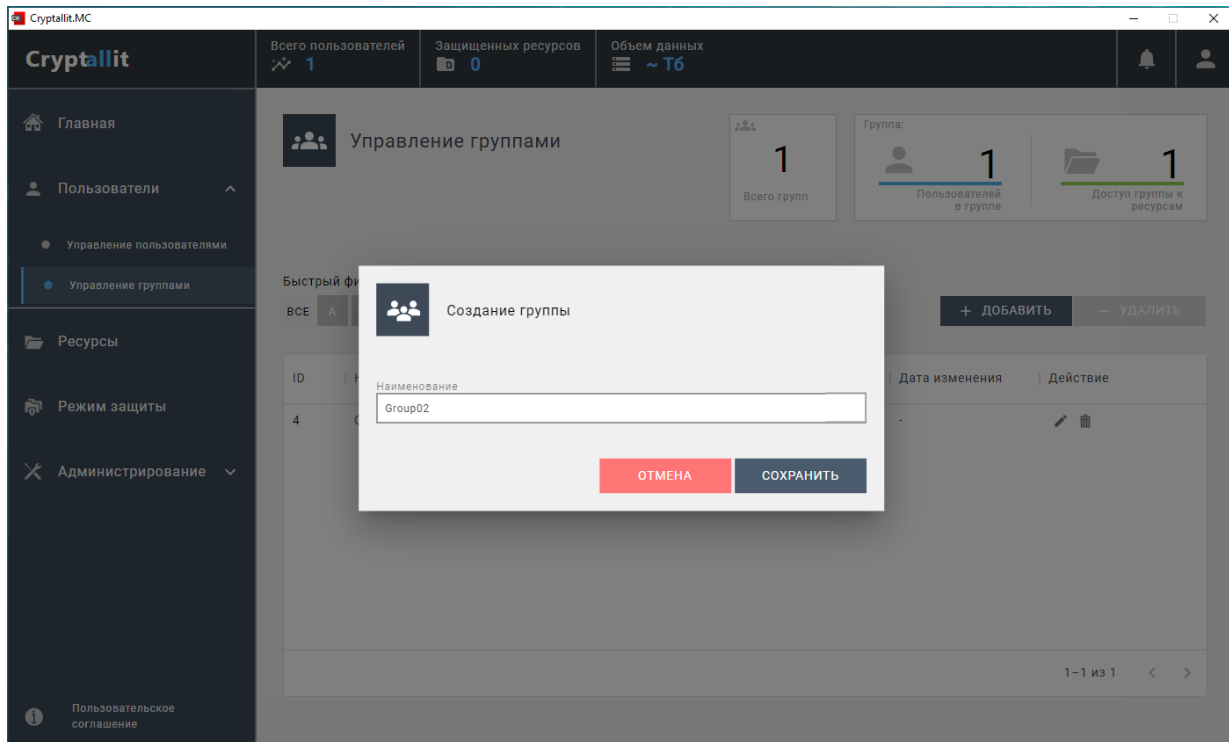 Cryptallit.MC
Cryptallit
Всего пользователей
1
Защищенных ресурсов
0
Объем данных
~ Тб
Главная
Пользователи
Управление пользователями
Управление группами
Ресурсы
Режим защиты
Администрирование
Пользовательское
соглашение
Управление группами
1
Всего групп
Группа:
1
Пользователей
в группе
1
Доступ группы к
ресурсам
Быстрый
ВСЕ A
+ ДОБАВИТЬ
− УДАЛИТЬ
ID
Дата изменения
Действие
4
-
1–1 из 1
Создание группы
Наименование
Group02
ОТМЕНА
СОХРАНИТЬ